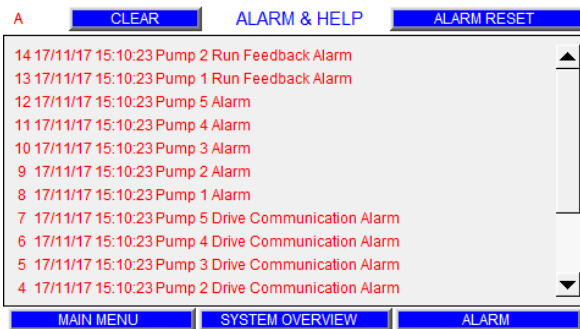 A CLEAR ALARM & HELP ALARM RESET
14 17/11/17 15:10:23 Pump 2 Run Feedback Alarm
13 17/11/17 15:10:23 Pump 1 Run Feedback Alarm
12 17/11/17 15:10:23 Pump 5 Alarm
11 17/11/17 15:10:23 Pump 4 Alarm
10 17/11/17 15:10:23 Pump 3 Alarm
9 17/11/17 15:10:23 Pump 2 Alarm
8 17/11/17 15:10:23 Pump 1 Alarm
7 17/11/17 15:10:23 Pump 5 Drive Communication Alarm
6 17/11/17 15:10:23 Pump 4 Drive Communication Alarm
5 17/11/17 15:10:23 Pump 3 Drive Communication Alarm
4 17/11/17 15:10:23 Pump 2 Drive Communication Alarm
MAIN MENU SYSTEM OVERVIEW ALARM